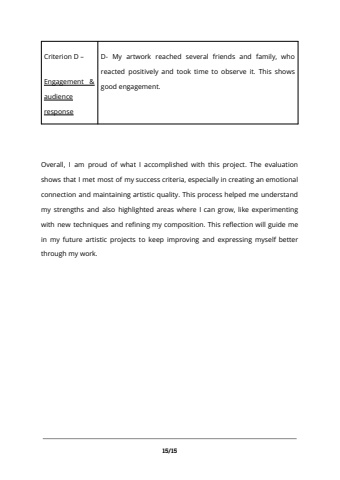 Criterion D –
Engagement &
audience
response
D- My artwork reached several friends and family, who
reacted positively and took time to observe it. This shows
good engagement.
Overall, I am proud of what I accomplished with this project. The evaluation
shows that I met most of my success criteria, especially in creating an emotional
connection and maintaining artistic quality. This process helped me understand
my strengths and also highlighted areas where I can grow, like experimenting
with new techniques and refining my composition. This reflection will guide me
in my future artistic projects to keep improving and expressing myself better
through my work.
15/15